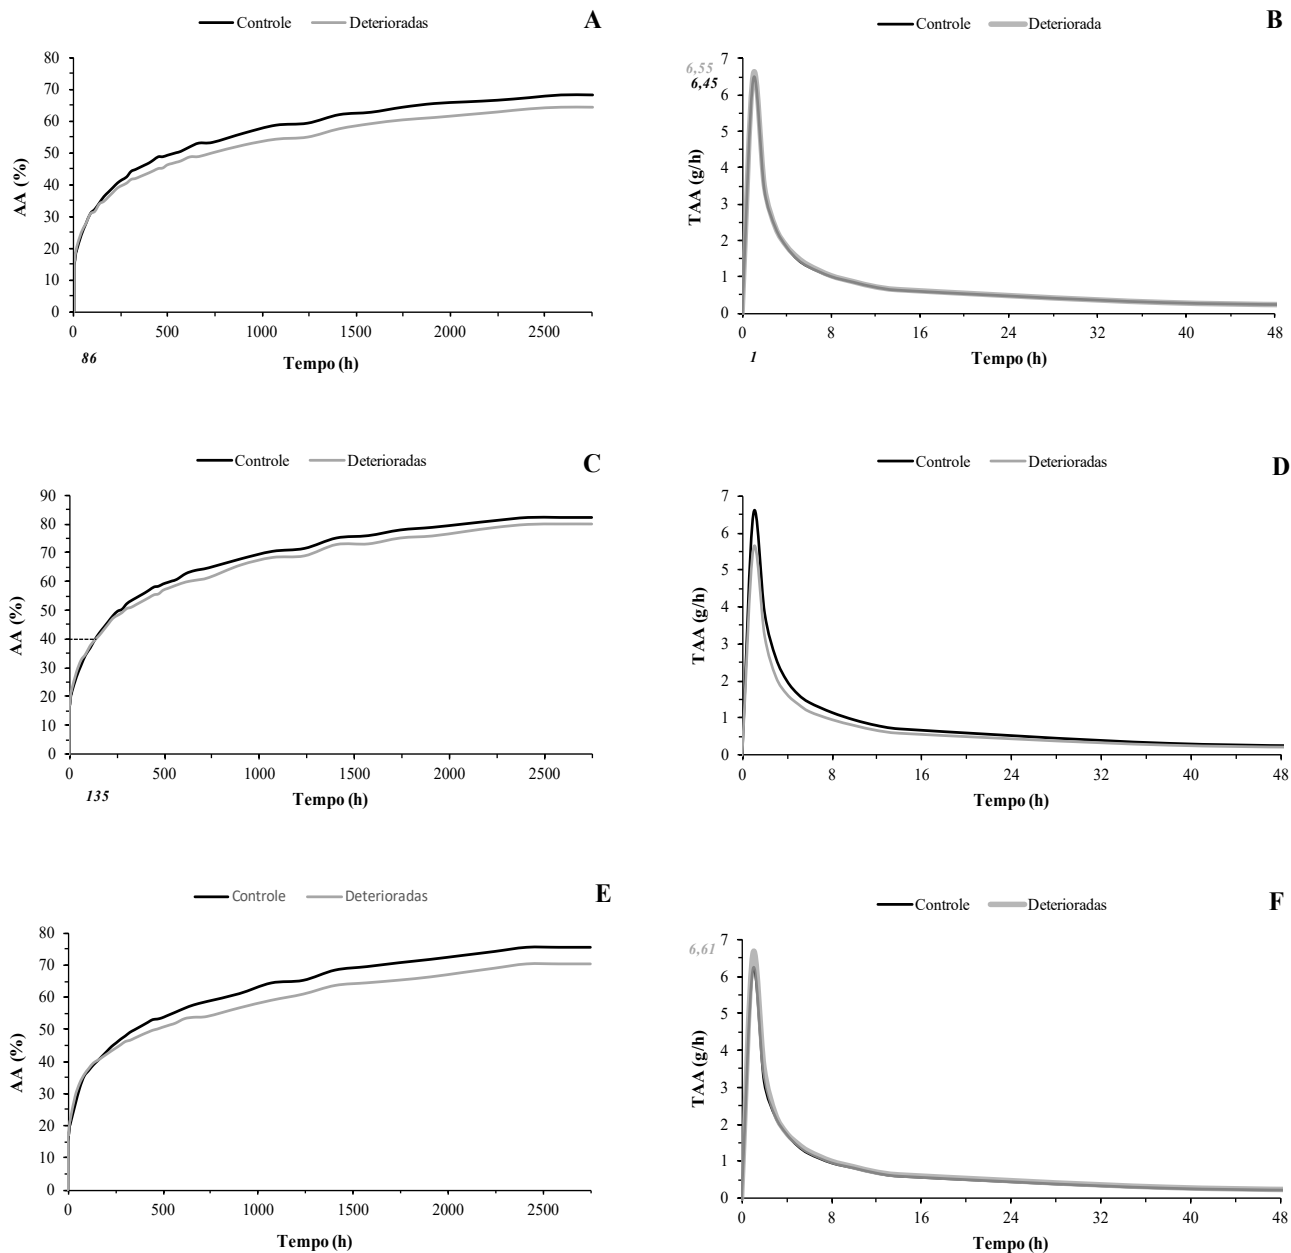 Controle Deterioradas A
80
70
60
50
40
30
20
10
0
AA (%)
0 500 1000 1500 2000 2500
86
Tempo (h)
Controle Deteriorada B
6,55
6,45
7
6
5
4
3
2
1
0
TAA (g/h)
0 8 16 24 32 40 48
1
Tempo (h)
Controle Deterioradas C
90
80
70
60
50
40
30
20
10
0
AA (%)
0 500 1000 1500 2000 2500
135
Tempo (h)
Controle Deterioradas D
7
6
5
4
3
2
1
0
TAA (g/h)
0 8 16 24 32 40 48
Tempo (h)
Controle Deterioradas E
80
70
60
50
40
30
20
10
0
AA (%)
0 500 1000 1500 2000 2500
Tempo (h)
Controle Deterioradas F
6,61
7
6
5
4
3
2
1
0
TAA (g/h)
0 8 16 24 32 40 48
Tempo (h)